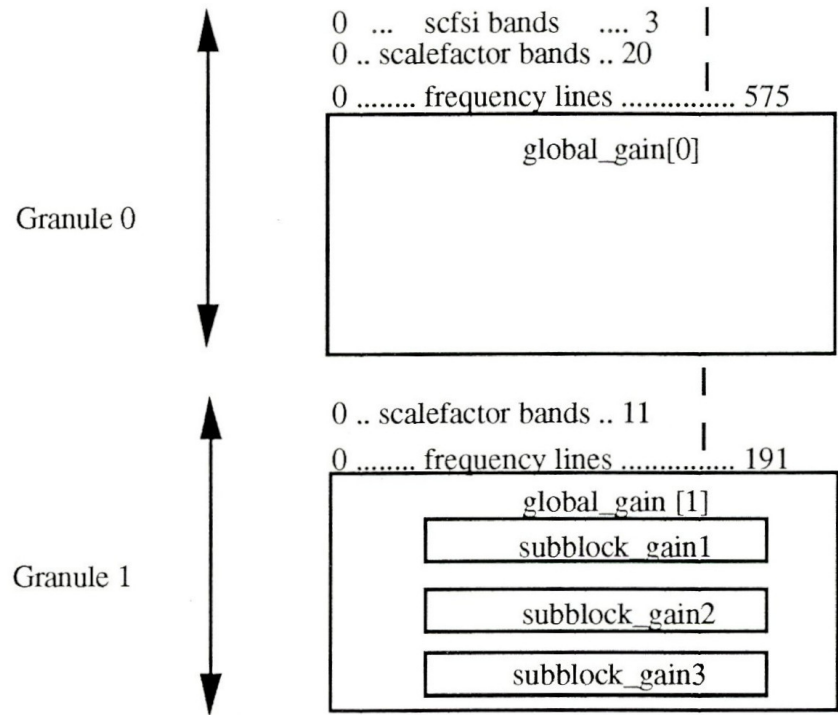 0 ... scfsi bands .... 3
0 .. scalefactor bands .. 20
0 ........ frequency lines ............... 575
global_gain[0]
Granule 0
0 .. scalefactor bands .. 11
0 ........ frequency lines ............... 191
global_gain [1]
subblock_gain1
Granule 1
subblock_gain2
subblock_gain3